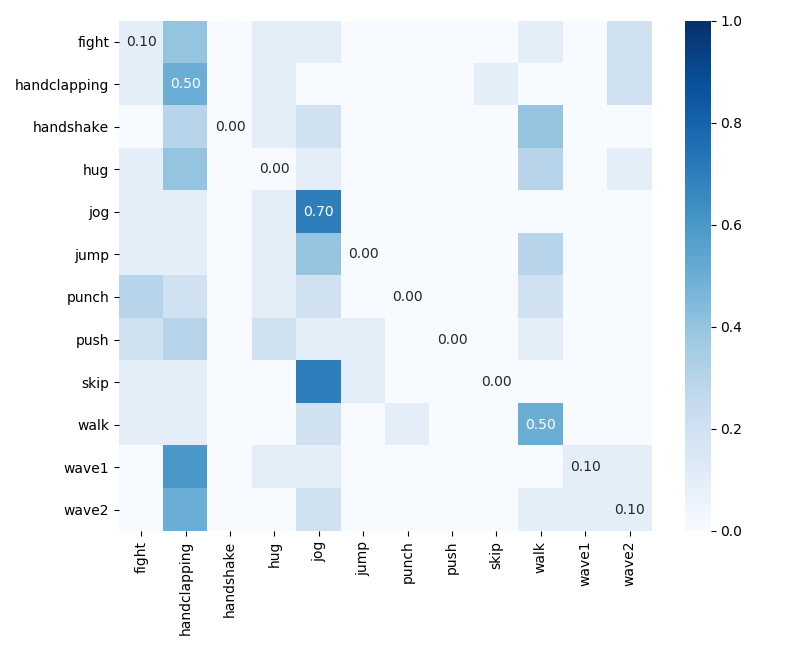 1.0
fight 0.10
handclapping 0.50
0.8
handshake 0.00
hug 0.00
0.6
jog 0.70
jump 0.00
punch 0.00
0.4
push 0.00
skip 0.00
0.2
walk 0.50
wave1 0.10
wave2 0.10
0.0
fight handclapping handshake hug jog jump punch push skip walk wave1 wave2